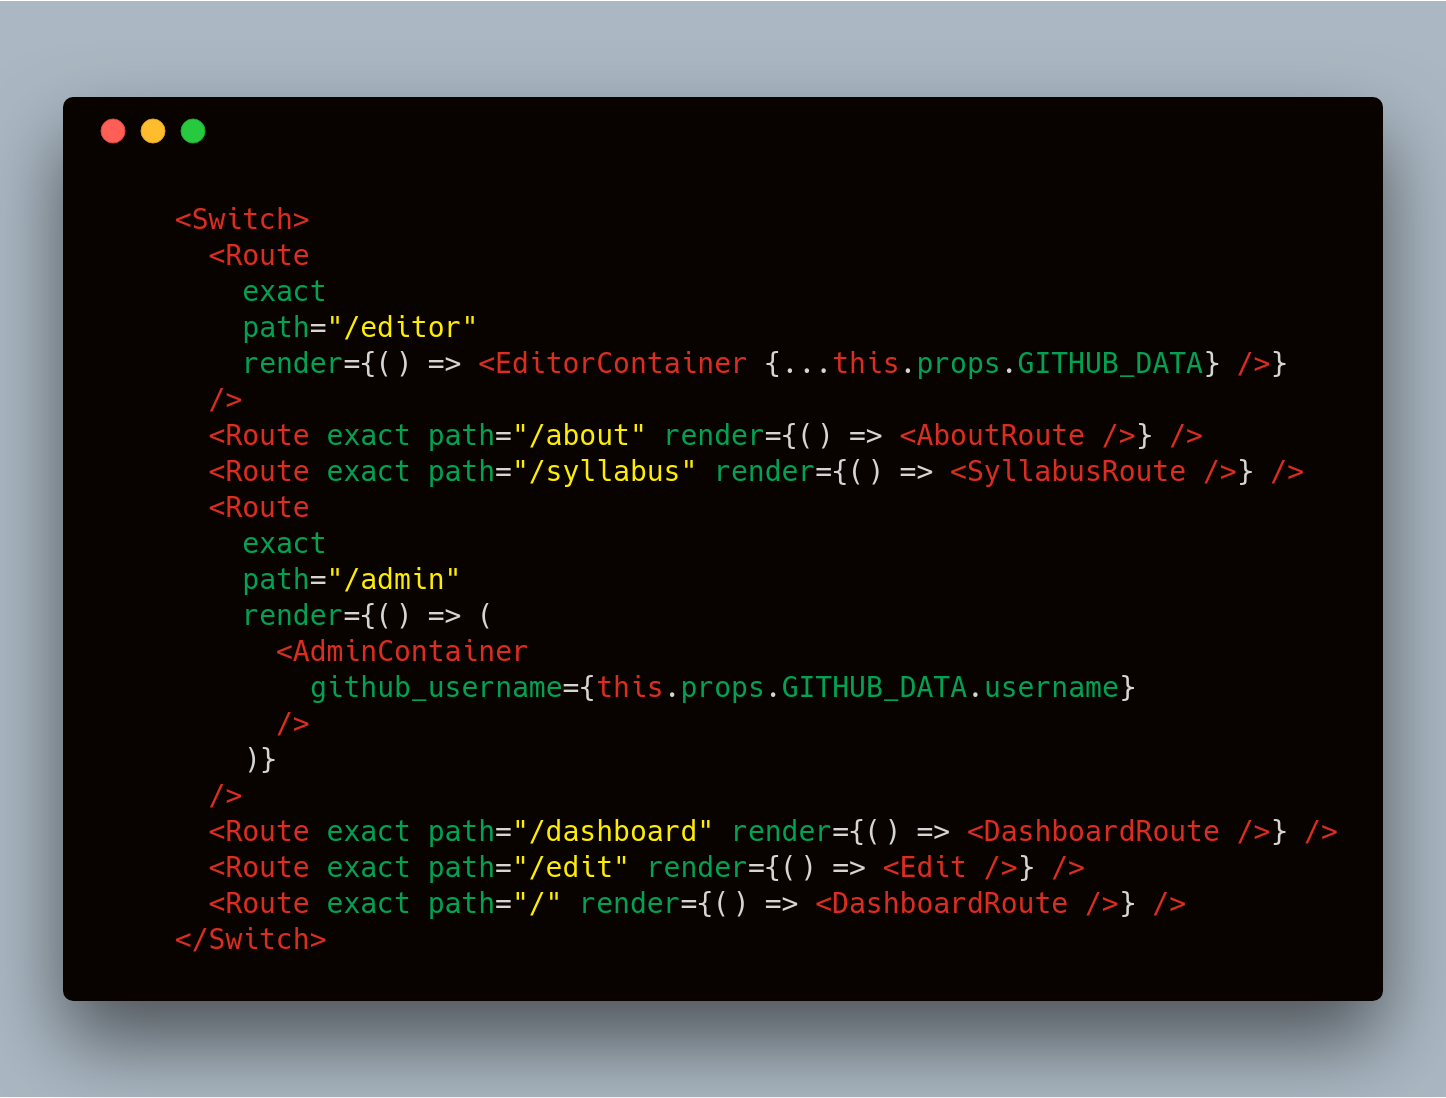 <Switch>
  <Route
    exact
    path="/editor"
    render={() => <EditorContainer {...this.props.GITHUB_DATA} />}
  />
  <Route exact path="/about" render={() => <AboutRoute />} />
  <Route exact path="/syllabus" render={() => <SyllabusRoute />} />
  <Route
    exact
    path="/admin"
    render={() => (
      <AdminContainer
        github_username={this.props.GITHUB_DATA.username}
      />
    )}
  />
  <Route exact path="/dashboard" render={() => <DashboardRoute />} />
  <Route exact path="/edit" render={() => <Edit />} />
  <Route exact path="/" render={() => <DashboardRoute />} />
</Switch>